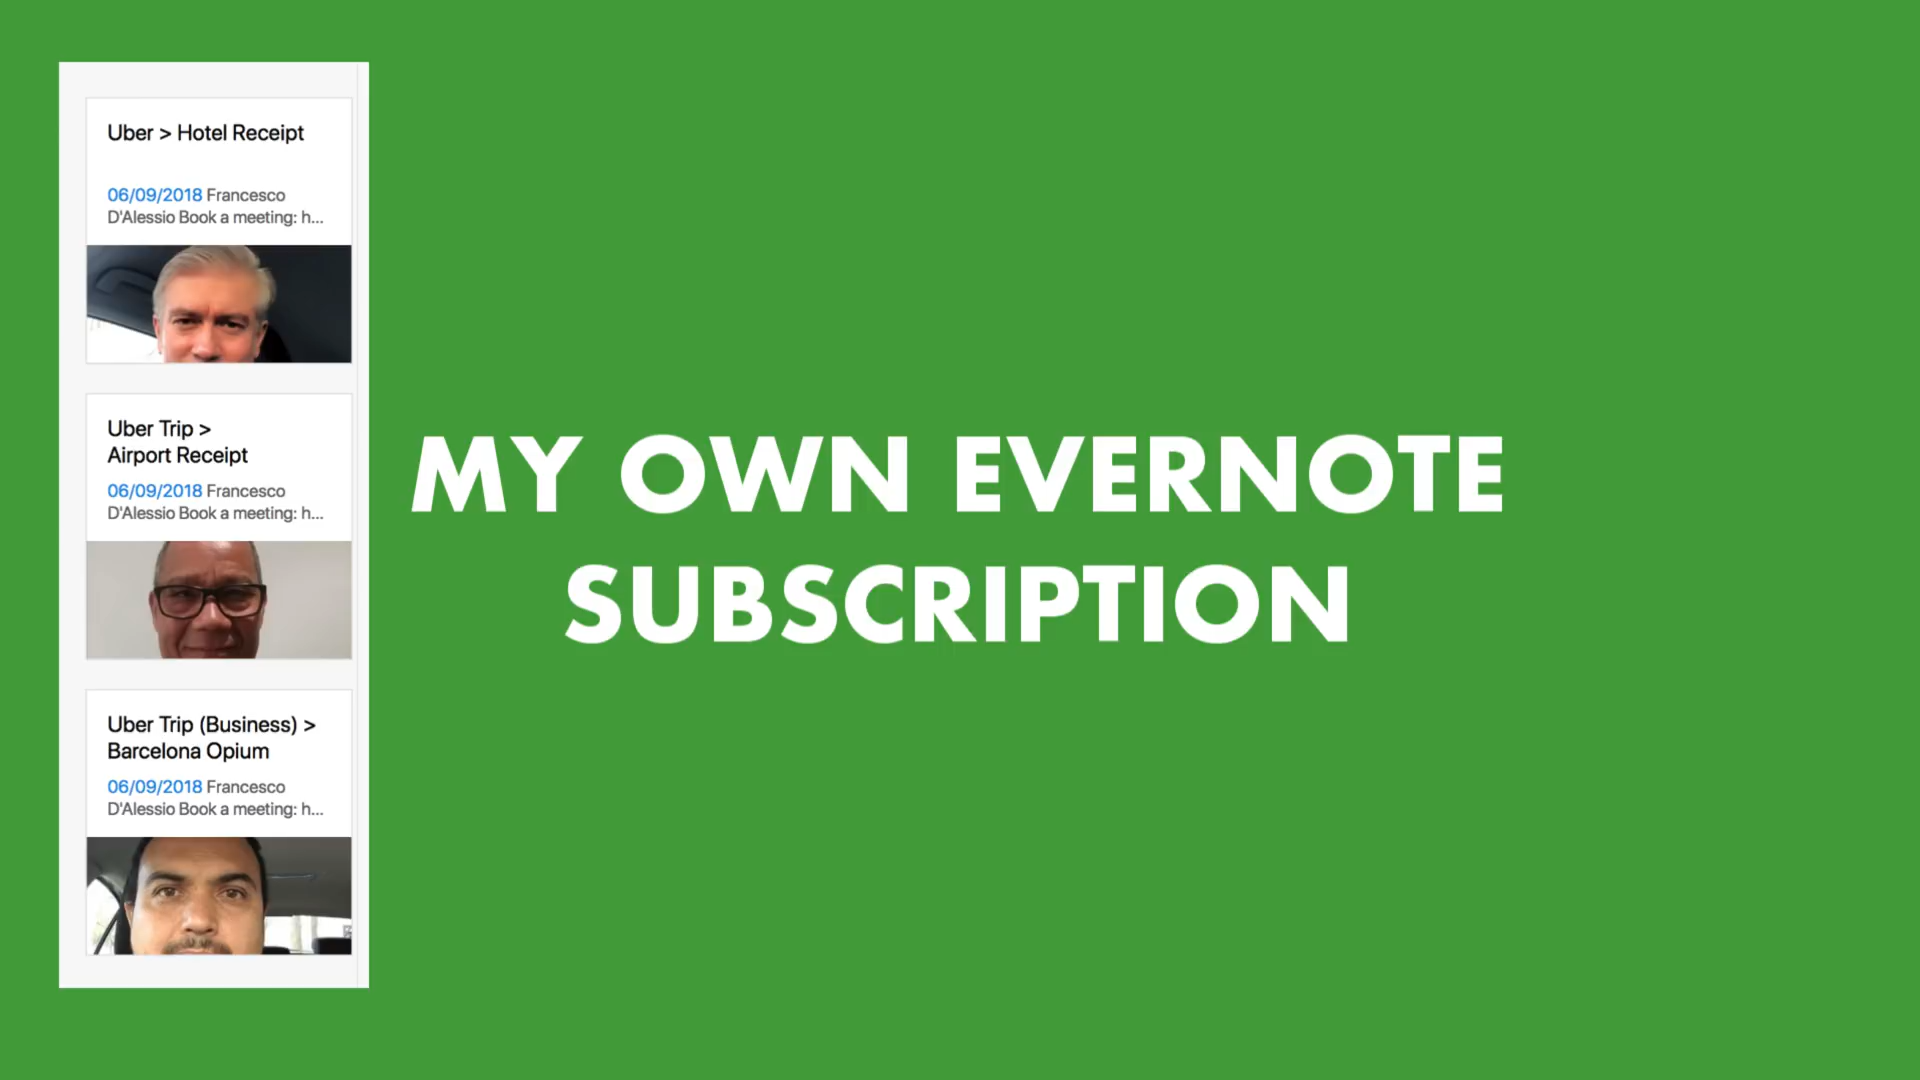 Uber > Hotel Receipt
06/09/2018 Francesco
D'Alessio Book a meeting: h...
Uber Trip >
Airport Receipt
06/09/2018 Francesco
D'Alessio Book a meeting: h...
Uber Trip (Business) >
Barcelona Opium
06/09/2018 Francesco
D'Alessio Book a meeting: h...
MY OWN EVERNOTE
SUBSCRIPTION